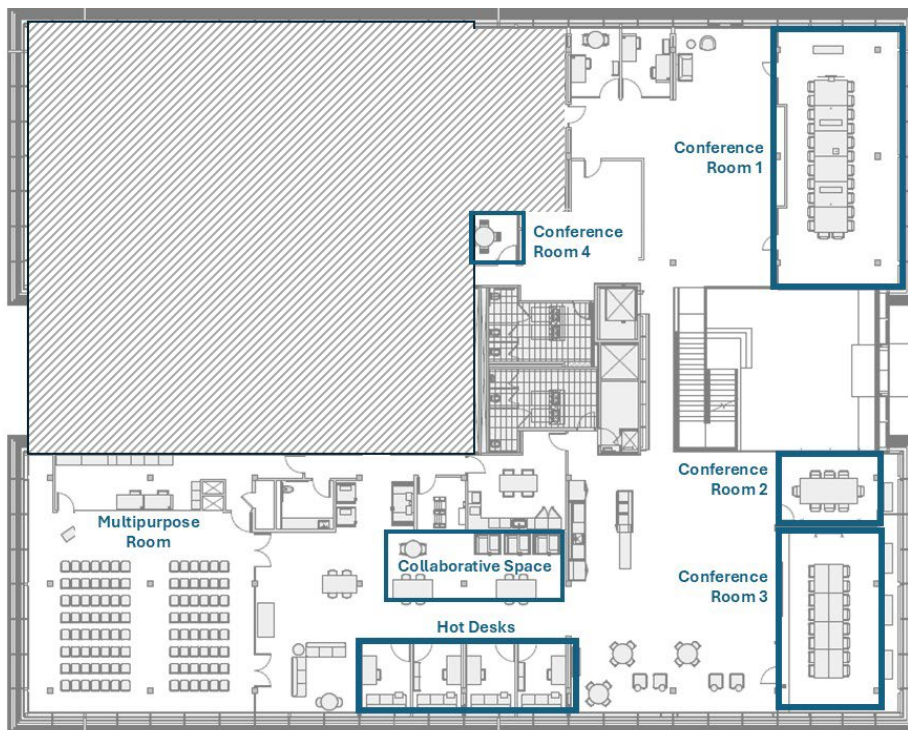 Conference
Room 1
Conference
Room 4
Conference
Room 2
Multipurpose
Room
Collaborative Space
Conference
Room 3
Hot Desks